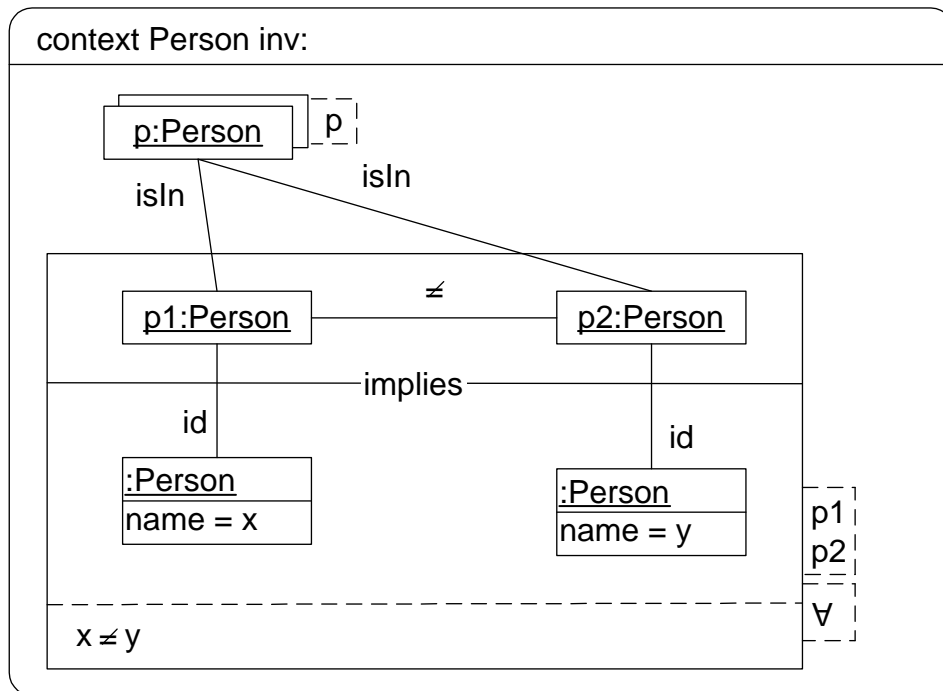 context Person inv:
p:Person
p
isIn
isIn
≠
p1:Person
p2:Person
implies
id
id
:Person
name = x
:Person
name = y
p1
p2
∀
x ≠ y